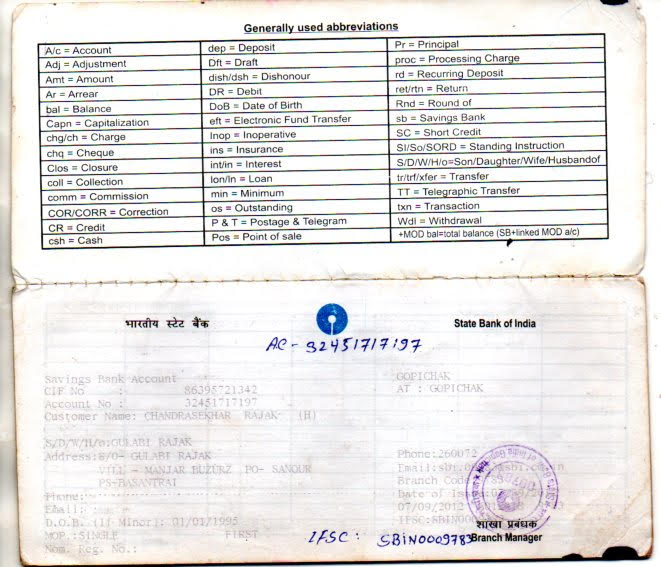 Generally used abbreviations
A/c = Account
Adj = Adjustment
Amt = Amount
Ar = Arrear
bal = Balance
Capn = Capitalization
chg/ch = Charge
chq = Cheque
Clos = Closure
coll = Collection
comm = Commission
COR/CORR = Correction
CR = Credit
csh = Cash
dep = Deposit
Dft = Draft
dish/dsh = Dishonour
DR = Debit
DoB = Date of Birth
eft = Electronic Fund Transfer
Inop = Inoperative
ins = Insurance
int/in = Interest
lon/ln = Loan
min = Minimum
os = Outstanding
P & T = Postage & Telegram
Pos = Point of sale
Pr = Principal
proc = Processing Charge
rd = Recurring Deposit
ret/rtn = Return
Rnd = Round of
sb = Savings Bank
SC = Short Credit
SI/So/SORD = Standing Instruction
S/D/W/H/o=Son/Daughter/Wife/Husbandof
tr/trf/xfer = Transfer
TT = Telegraphic Transfer
txn = Transaction
Wdl = Withdrawal
+MOD bal=total balance (SB+linked MOD a/c)
भारतीय स्टेट बैंक
State Bank of India
AC - 32451717197
Savings Bank Account
CIF No : 86395721342
Account No : 32451717197
Customer Name: CHANDRASEKHAR RAJAK (H)
GOPICHAK
AT : GOPICHAK
S/D/W/H/o:GULABI RAJAK
Address:S/O- GULABI RAJAK
VILL - MANJAR BUZURZ PO- SANOUR
PS-BASANTRAI
Phone:
Email:
D.O.B. (If Minor): 01/01/1995
MOP.:SINGLE FIRST
Nom. Reg. No.:
Phone:260072
Email:sbi.
Branch Code
Date of Issue
07/09/2012
IFSC:SBIN000
शाखा प्रबंधक
Branch Manager
IFSC: SBIN0009783